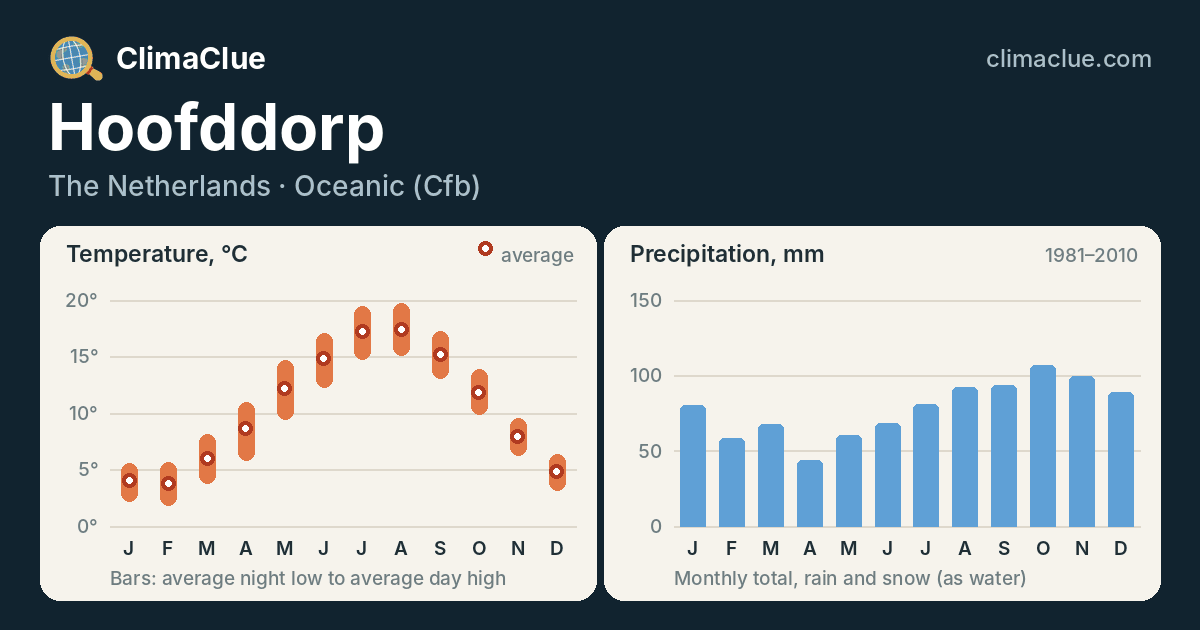 ClimaClue
climaclue.com
Hoofddorp
The Netherlands · Oceanic (Cfb)
Temperature, °C
average
20°
15°
10°
5°
0°
J F M A M J J A S O N D
Bars: average night low to average day high
Precipitation, mm
1981–2010
150
100
50
0
J F M A M J J A S O N D
Monthly total, rain and snow (as water)